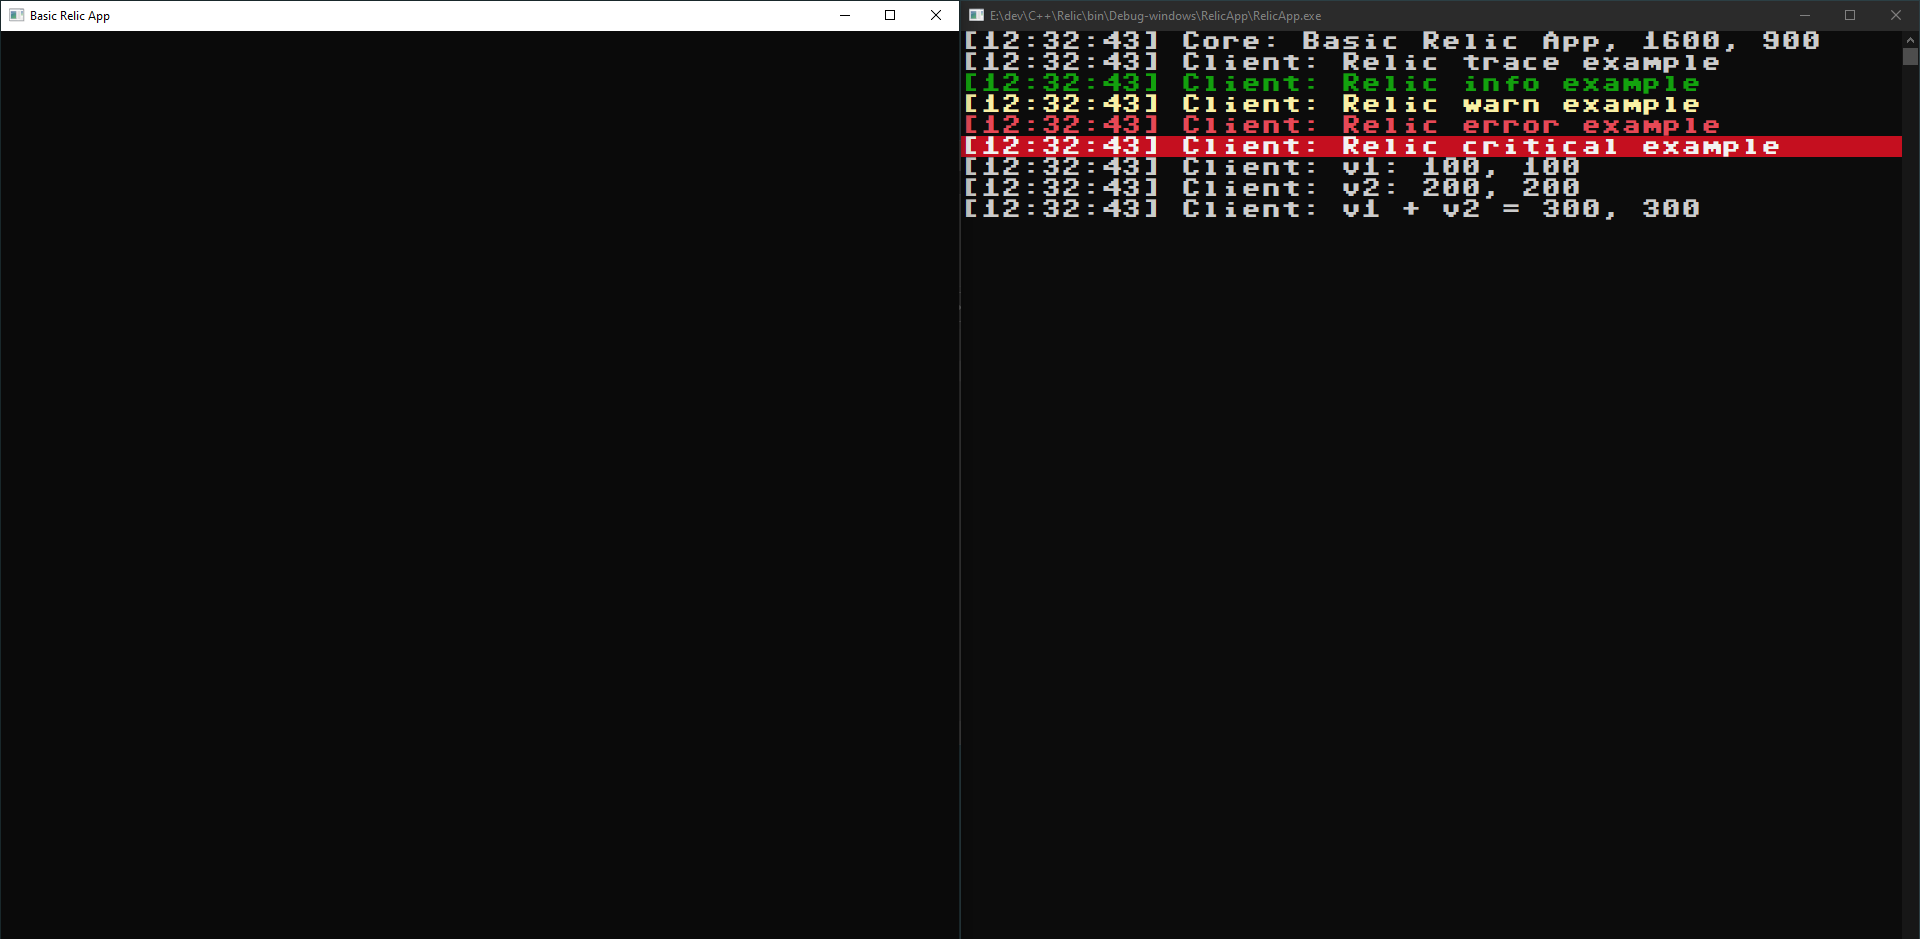 Basic Relic App
E:\dev\C++\Relic\bin\Debug-windows\RelicApp\RelicApp.exe
[12:32:43] Core: Basic Relic App, 1600, 900
[12:32:43] Client: Relic trace example
[12:32:43] Client: Relic info example
[12:32:43] Client: Relic warn example
[12:32:43] Client: Relic error example
[12:32:43] Client: Relic critical example
[12:32:43] Client: v1: 100, 100
[12:32:43] Client: v2: 200, 200
[12:32:43] Client: v1 + v2 = 300, 300